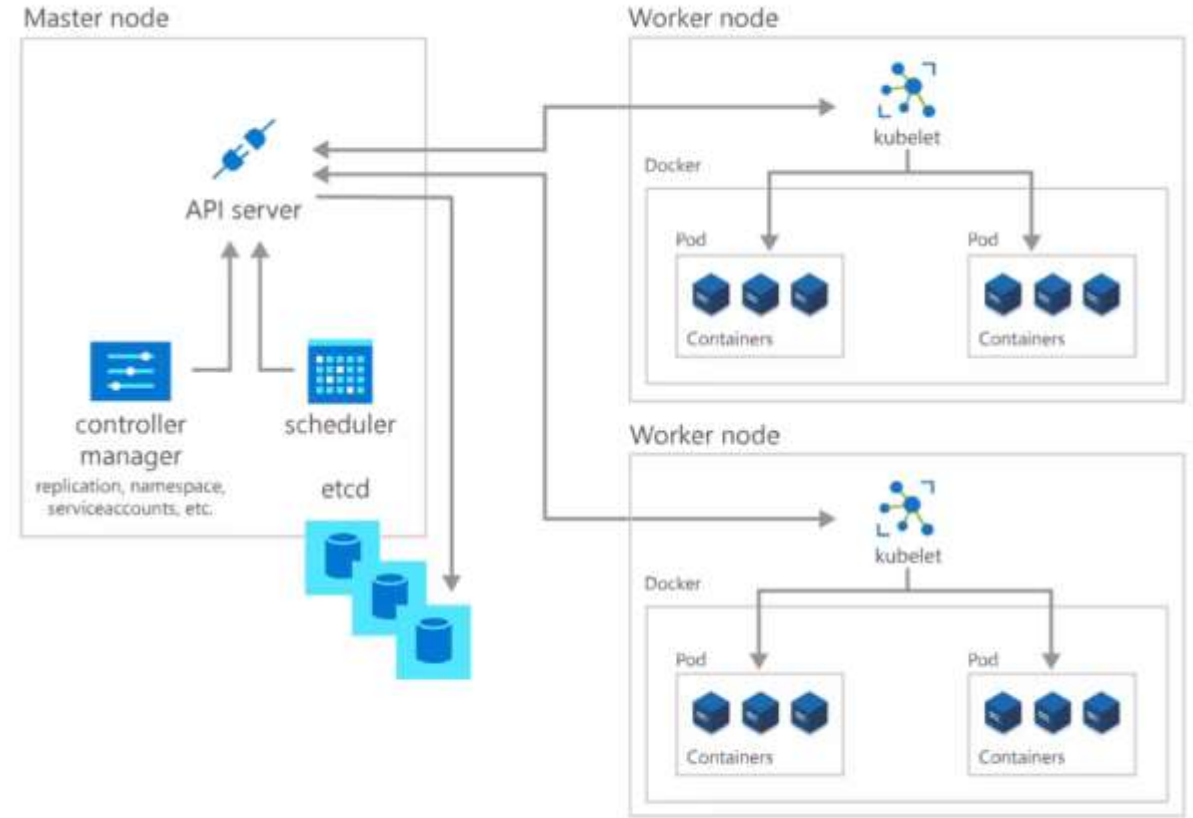 Master node
API server
controller
manager
replication, namespace,
serviceaccounts, etc.
scheduler
etcd
Worker node
kubelet
Docker
Pod
Containers
Pod
Containers
Worker node
kubelet
Docker
Pod
Containers
Pod
Containers